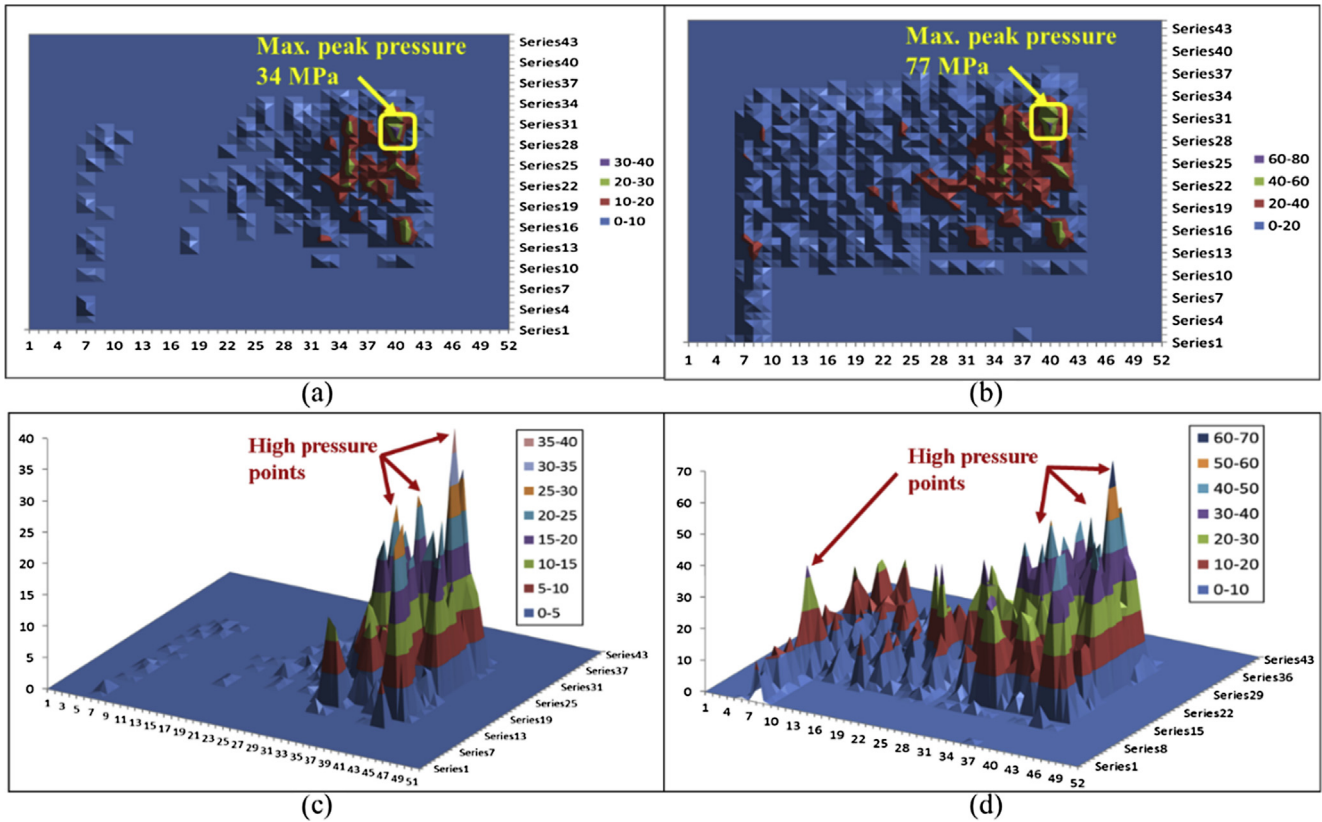 Max. peak pressure
34 MPa
Series43
Series40
Series37
Series34
Series31
Series28
Series25
Series22
Series19
Series16
Series13
Series10
Series7
Series4
Series1
30-40
20-30
10-20
0-10
1 4 7 10 13 16 19 22 25 28 31 34 37 40 43 46 49 52
(a)
Max. peak pressure
77 MPa
Series43
Series40
Series37
Series34
Series31
Series28
Series25
Series22
Series19
Series16
Series13
Series10
Series7
Series4
Series1
60-80
40-60
20-40
0-20
1 4 7 10 13 16 19 22 25 28 31 34 37 40 43 46 49 52
(b)
High pressure
points
40
35
30
25
20
15
10
5
0
35-40
30-35
25-30
20-25
15-20
10-15
5-10
0-5
1 3 5 7 9 11 13 15 17 19 21 23 25 27 29 31 33 35 37 39 41 43 45 47 49 51
Series43
Series37
Series31
Series25
Series19
Series13
Series7
Series1
(c)
High pressure
points
70
60
50
40
30
20
10
0
60-70
50-60
40-50
30-40
20-30
10-20
0-10
1 4 7 10 13 16 19 22 25 28 31 34 37 40 43 46 49 52
Series43
Series36
Series29
Series22
Series15
Series8
Series1
(d)